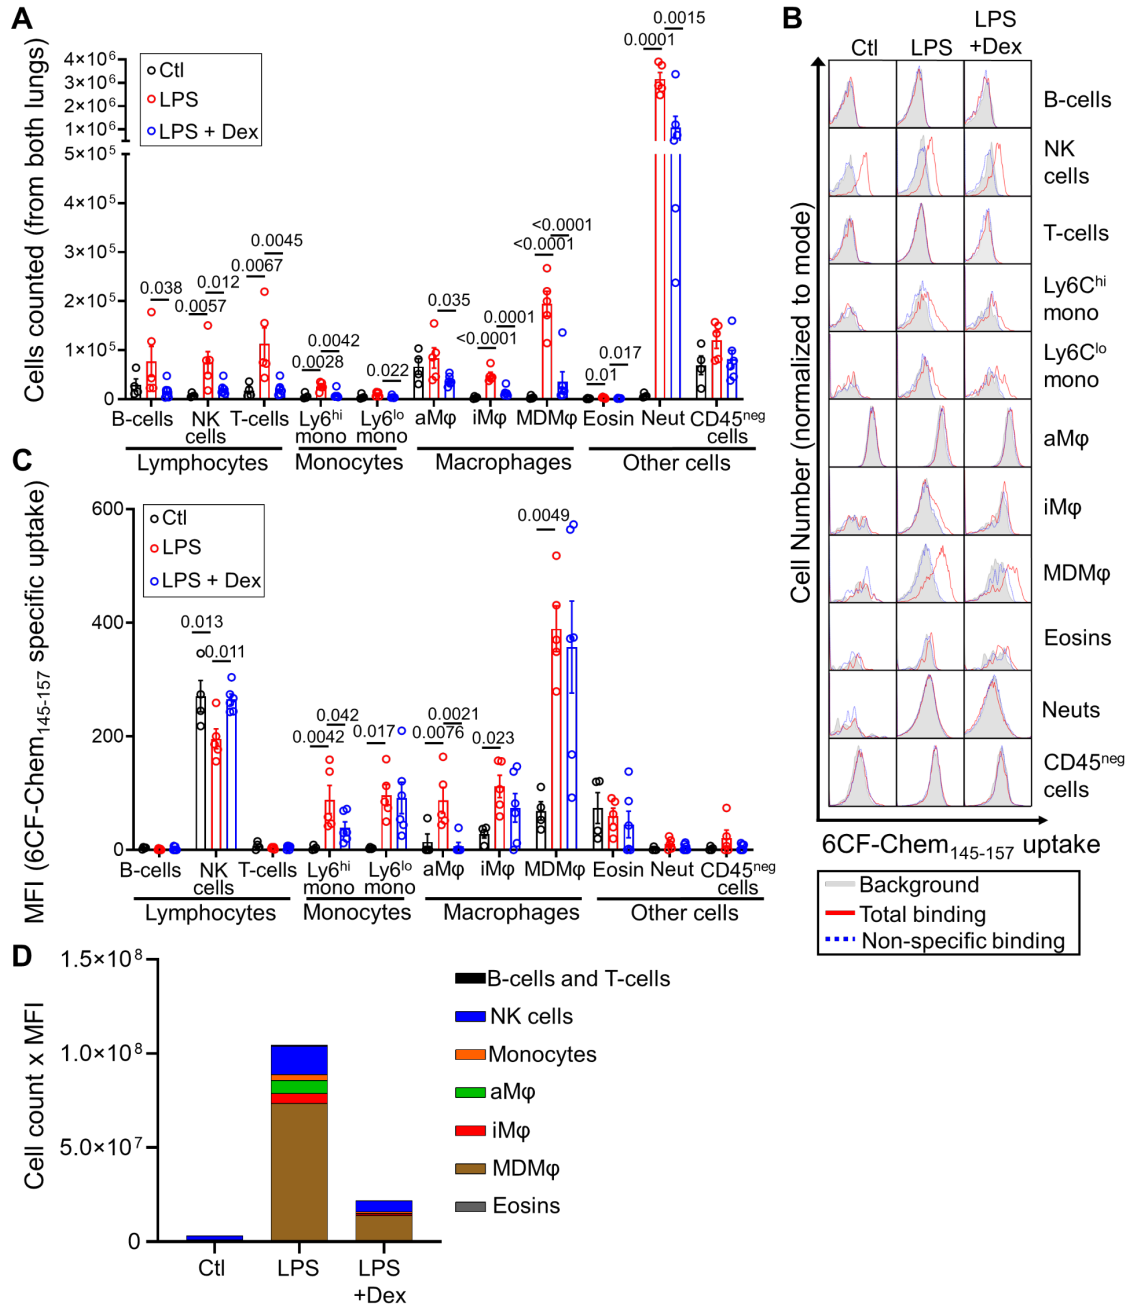 A
Cells counted (from both lungs)
4×10⁶
3×10⁶
2×10⁶
1×10⁶
5×10⁵
4×10⁵
3×10⁵
2×10⁵
1×10⁵
0
Ctl
LPS
LPS + Dex
0.038
0.0057
0.012
0.0067
0.0045
0.0028
0.0042
0.022
0.035
<0.0001
0.0001
<0.0001
<0.0001
0.01
0.017
0.0001
0.0015
B-cells
NK
cells
T-cells
Ly6ʰⁱ
mono
Ly6ˡᵒ
mono
aMφ
iMφ
MDMφ
Eosin
Neut
CD45ⁿᵉᵍ
cells
Lymphocytes
Monocytes
Macrophages
Other cells
B
Ctl
LPS
LPS
+Dex
Cell Number (normalized to mode)
B-cells
NK
cells
T-cells
Ly6Cʰⁱ
mono
Ly6Cˡᵒ
mono
aMφ
iMφ
MDMφ
Eosins
Neuts
CD45ⁿᵉᵍ
cells
6CF-Chem₁₄₅₋₁₅₇ uptake
Background
Total binding
Non-specific binding
C
MFI (6CF-Chem₁₄₅₋₁₅₇ specific uptake)
600
400
200
0
Ctl
LPS
LPS + Dex
0.013
0.011
0.0042
0.042
0.017
0.0076
0.0021
0.023
0.0049
B-cells
NK
cells
T-cells
Ly6ʰⁱ
mono
Ly6ˡᵒ
mono
aMφ
iMφ
MDMφ
Eosin
Neut
CD45ⁿᵉᵍ
cells
Lymphocytes
Monocytes
Macrophages
Other cells
D
Cell count x MFI
1.5×10⁸
1.0×10⁸
5.0×10⁷
0
Ctl
LPS
LPS
+Dex
B-cells and T-cells
NK cells
Monocytes
aMφ
iMφ
MDMφ
Eosins